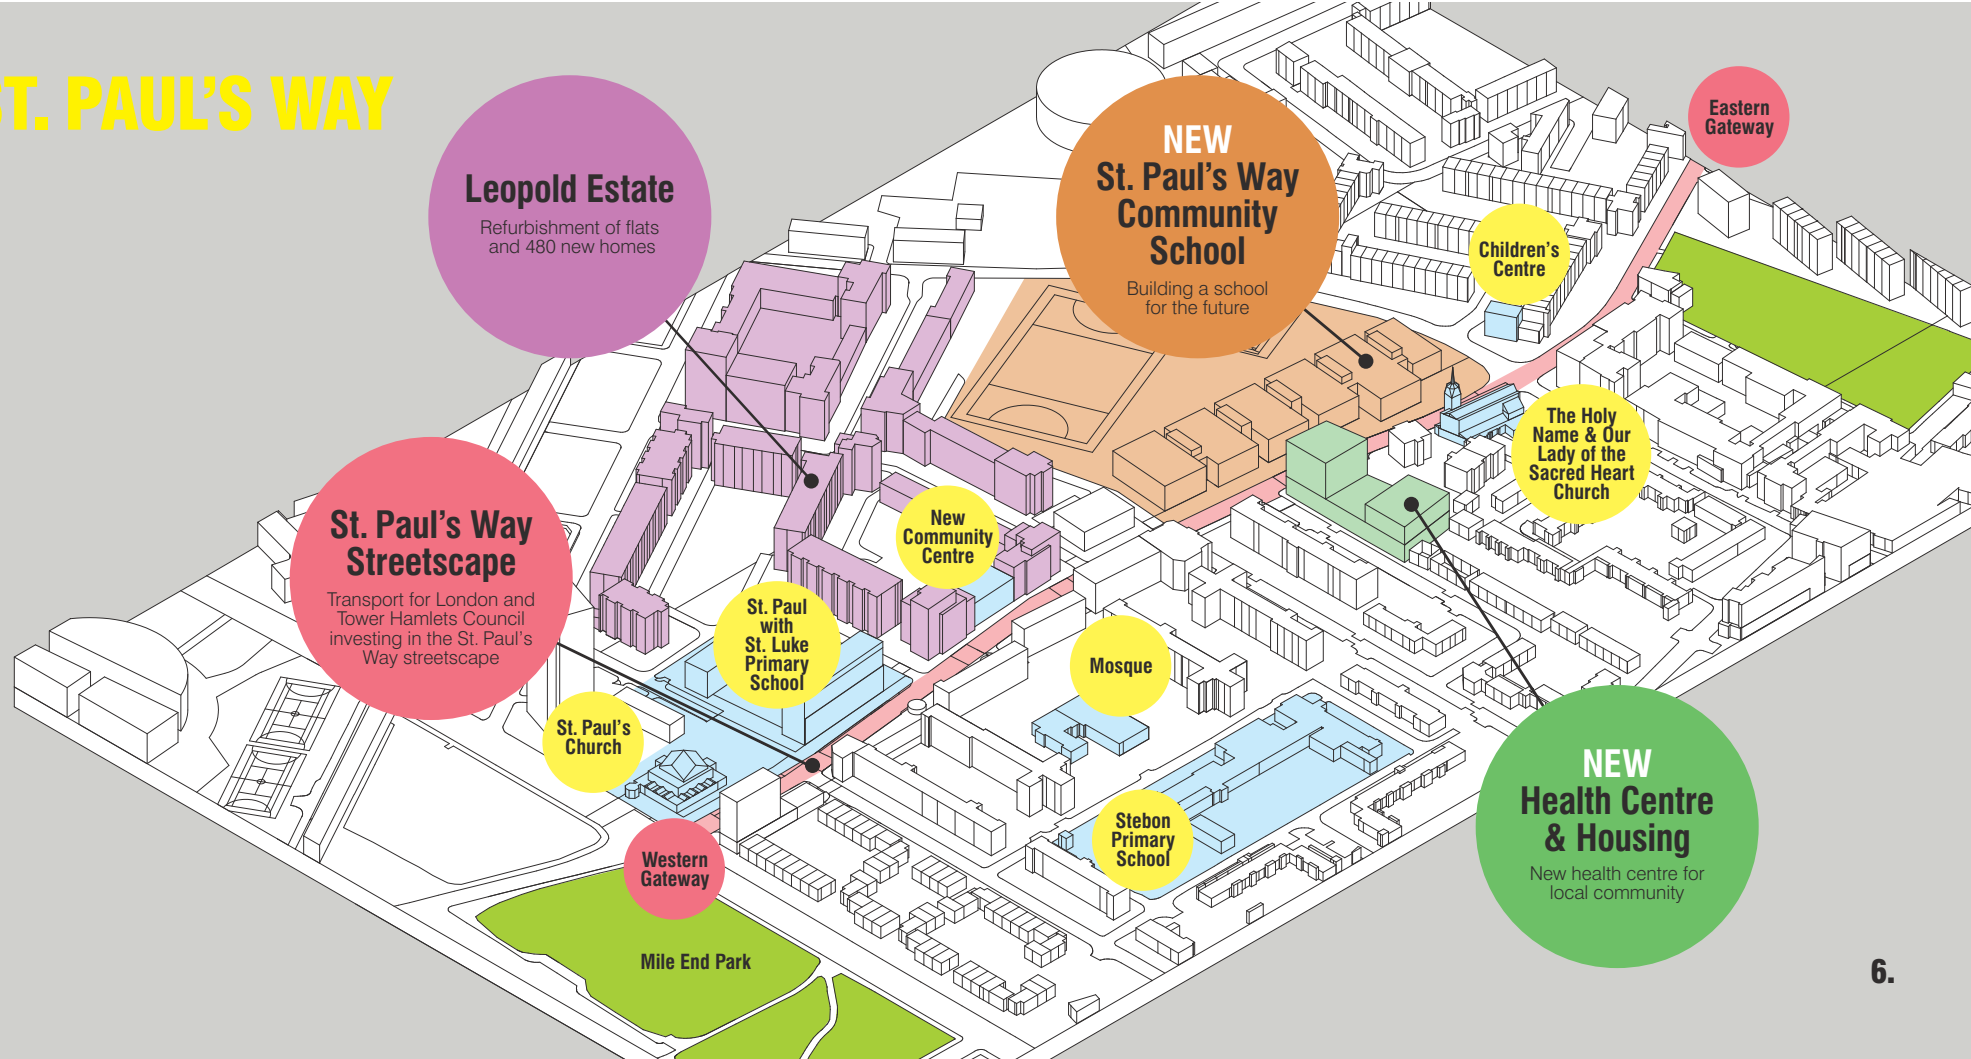 ST. PAUL'S WAY
Leopold Estate
Refurbishment of flats
and 480 new homes
NEW
St. Paul's Way
Community
School
Building a school
for the future
Eastern
Gateway
Children's
Centre
The Holy
Name & Our
Lady of the
Sacred Heart
Church
St. Paul's Way
Streetscape
Transport for London and
Tower Hamlets Council
investing in the St. Paul's
Way streetscape
New
Community
Centre
St. Paul
with
St. Luke
Primary
School
Mosque
St. Paul's
Church
Stebon
Primary
School
NEW
Health Centre
& Housing
New health centre for
local community
Western
Gateway
Mile End Park
6.